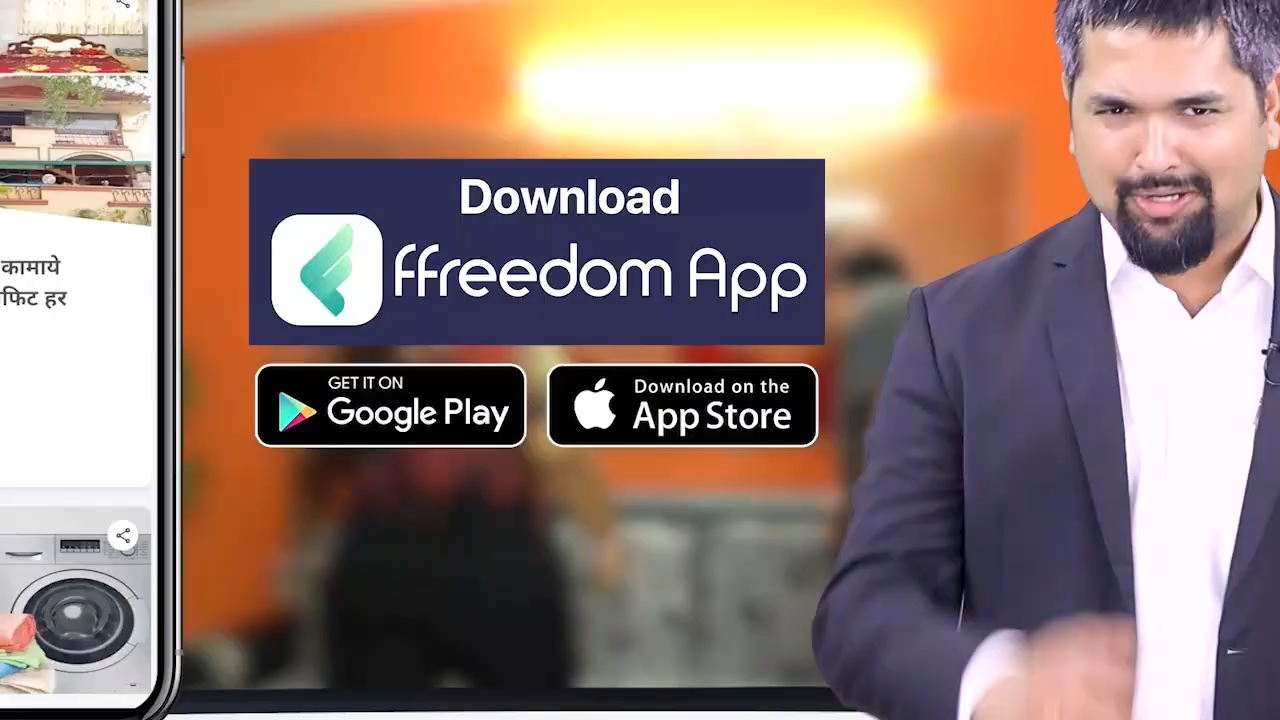 कामाये
फिट हर
Download
ffreedom App
GET IT ON
Google Play
Download on the
App Store